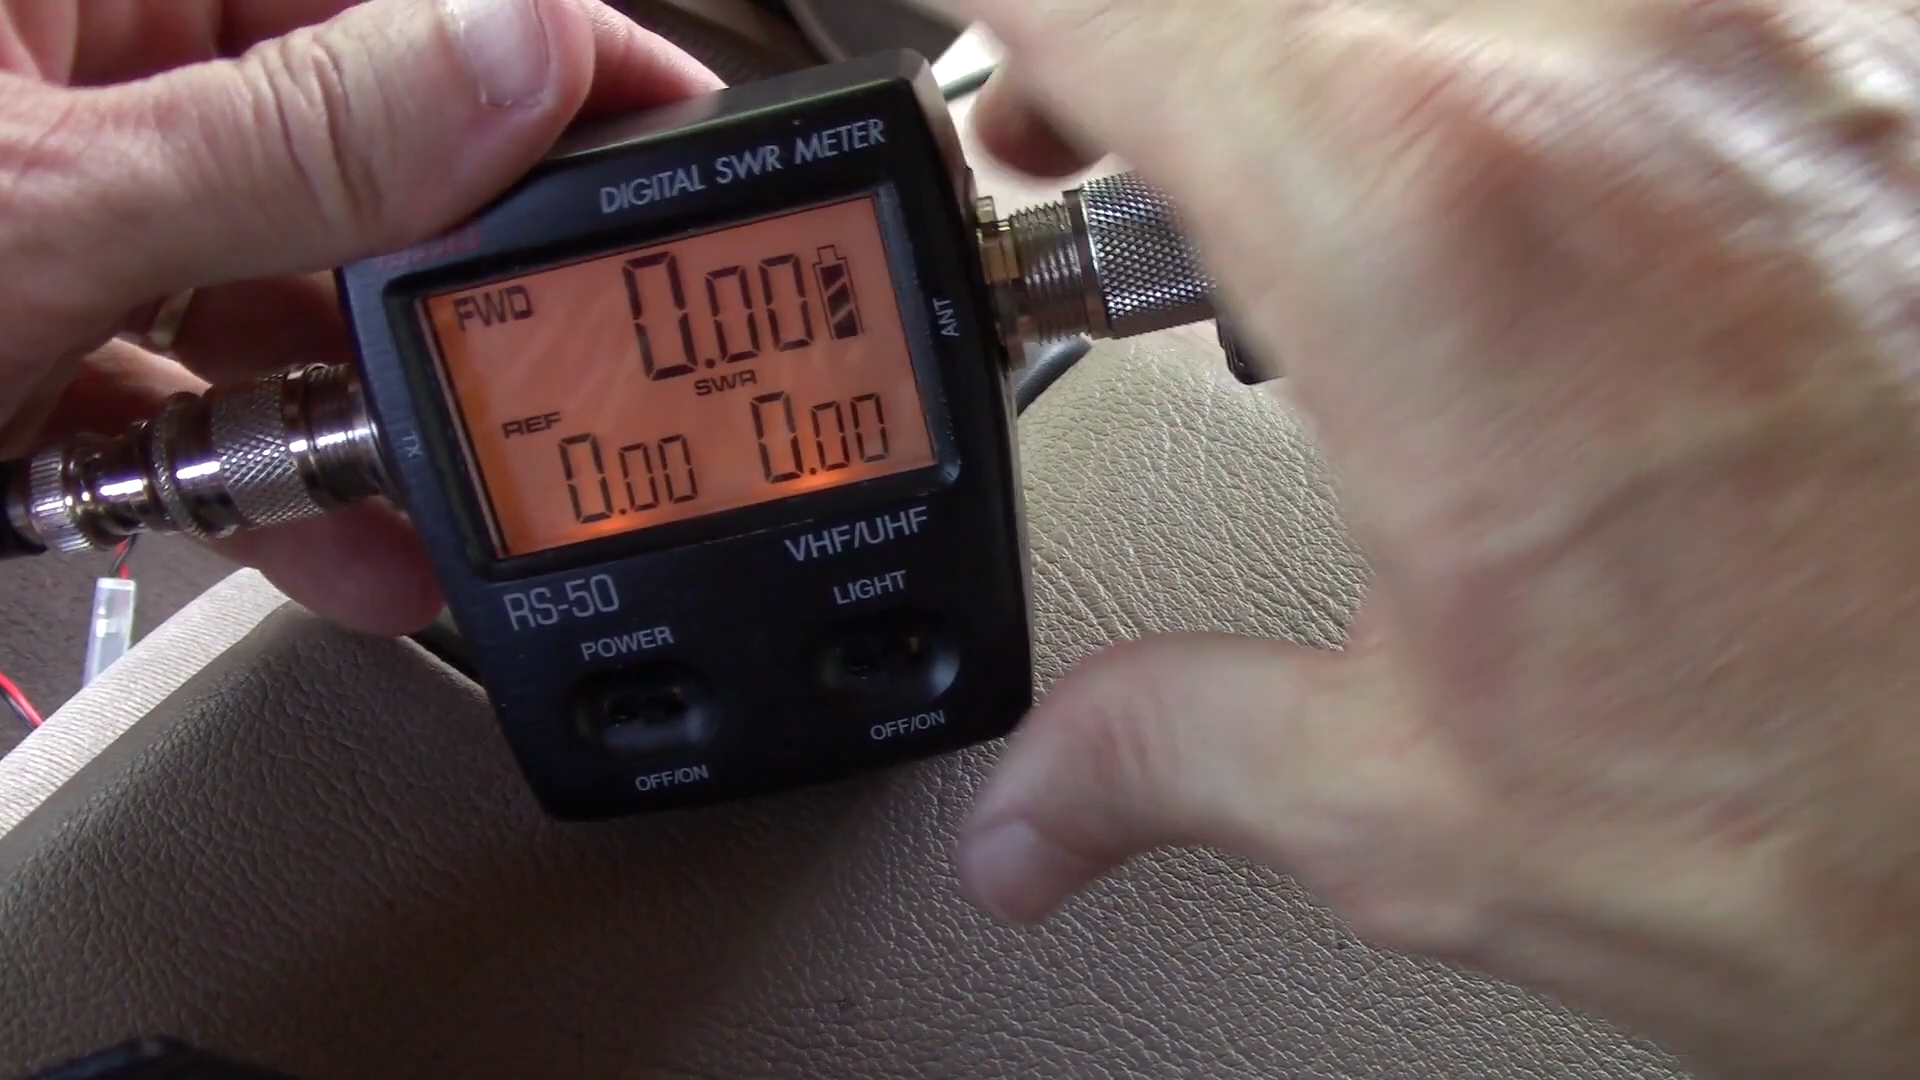 DIGITAL SWR METER
FWD 0.00
SWR
REF 0.00 0.00
TX
ANT
VHF/UHF
RS-50
LIGHT
POWER
OFF/ON
OFF/ON